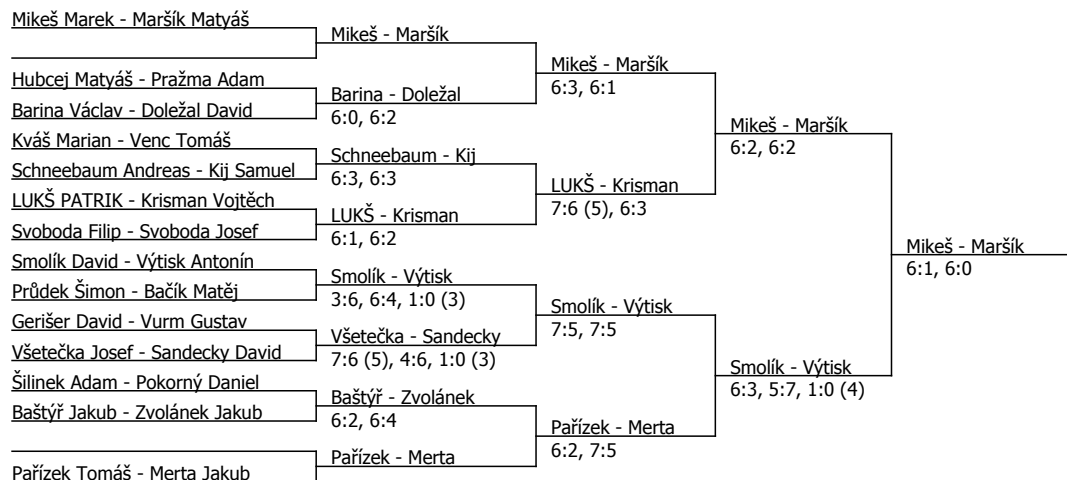 Mikeš Marek - Maršík Matyáš
Mikeš - Maršík
Mikeš - Maršík
6:3, 6:1
Hubcej Matyáš - Pražma Adam
Barina - Doležal
6:0, 6:2
Barina Václav - Doležal David
Mikeš - Maršík
6:2, 6:2
Kváš Marian - Venc Tomáš
Schneebaum - Kij
6:3, 6:3
Schneebaum Andreas - Kij Samuel
LUKŠ - Krisman
7:6 (5), 6:3
LUKŠ PATRIK - Krisman Vojtěch
LUKŠ - Krisman
6:1, 6:2
Svoboda Filip - Svoboda Josef
Mikeš - Maršík
6:1, 6:0
Smolík David - Výtisk Antonín
Smolík - Výtisk
3:6, 6:4, 1:0 (3)
Průdek Šimon - Bačík Matěj
Smolík - Výtisk
7:5, 7:5
Gerišer David - Vurm Gustav
Všetečka - Sandecky
7:6 (5), 4:6, 1:0 (3)
Všetečka Josef - Sandecky David
Smolík - Výtisk
6:3, 5:7, 1:0 (4)
Šilinek Adam - Pokorný Daniel
Baštýř - Zvolánek
6:2, 6:4
Baštýř Jakub - Zvolánek Jakub
Pařízek - Merta
6:2, 7:5
Pařízek - Merta
Pařízek Tomáš - Merta Jakub